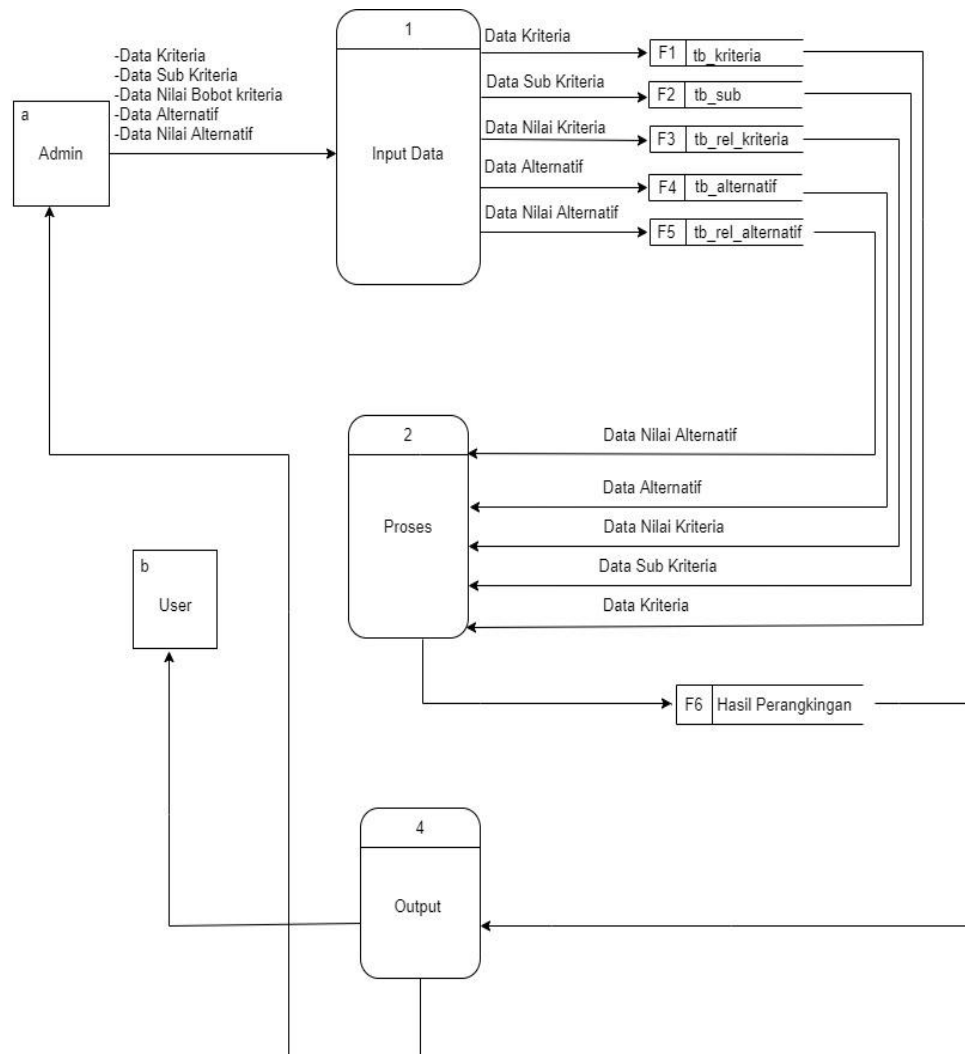 1
Data Kriteria
F1 tb_kriteria
-Data Kriteria
-Data Sub Kriteria
-Data Nilai Bobot kriteria
-Data Alternatif
-Data Nilai Alternatif
Data Sub Kriteria
F2 tb_sub
a
Admin
Input Data
Data Nilai Kriteria
F3 tb_rel_kriteria
Data Alternatif
F4 tb_alternatif
Data Nilai Alternatif
F5 tb_rel_alternatif
2
Data Nilai Alternatif
Data Alternatif
Proses
Data Nilai Kriteria
Data Sub Kriteria
Data Kriteria
b
User
F6 Hasil Perangkingan
4
Output